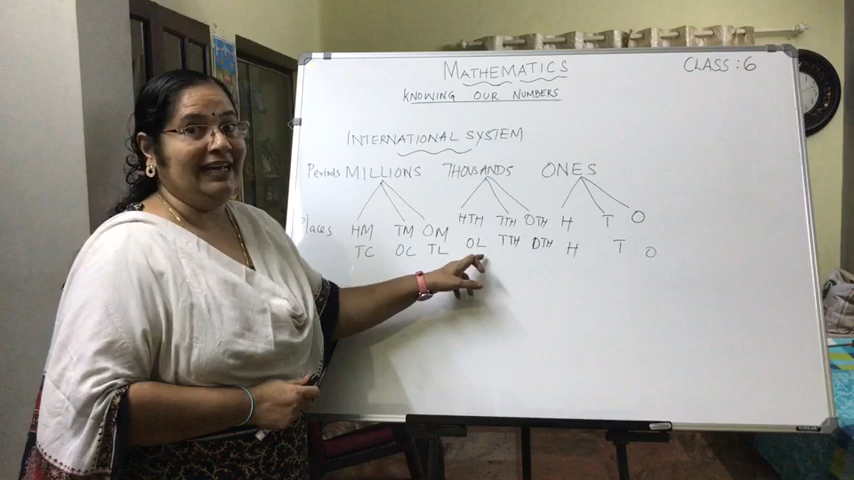 MATHEMATICS
CLASS: 6
KNOWING OUR NUMBERS
INTERNATIONAL SYSTEM
Periods MILLIONS THOUSANDS ONES
Places HM TM OM HTH TTH OTH H T O
TC OC TL OL TTH OTH H T O